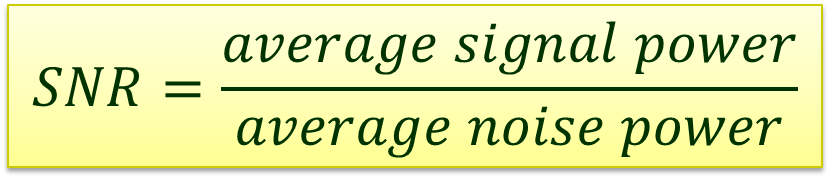 average signal power
SNR =
average noise power